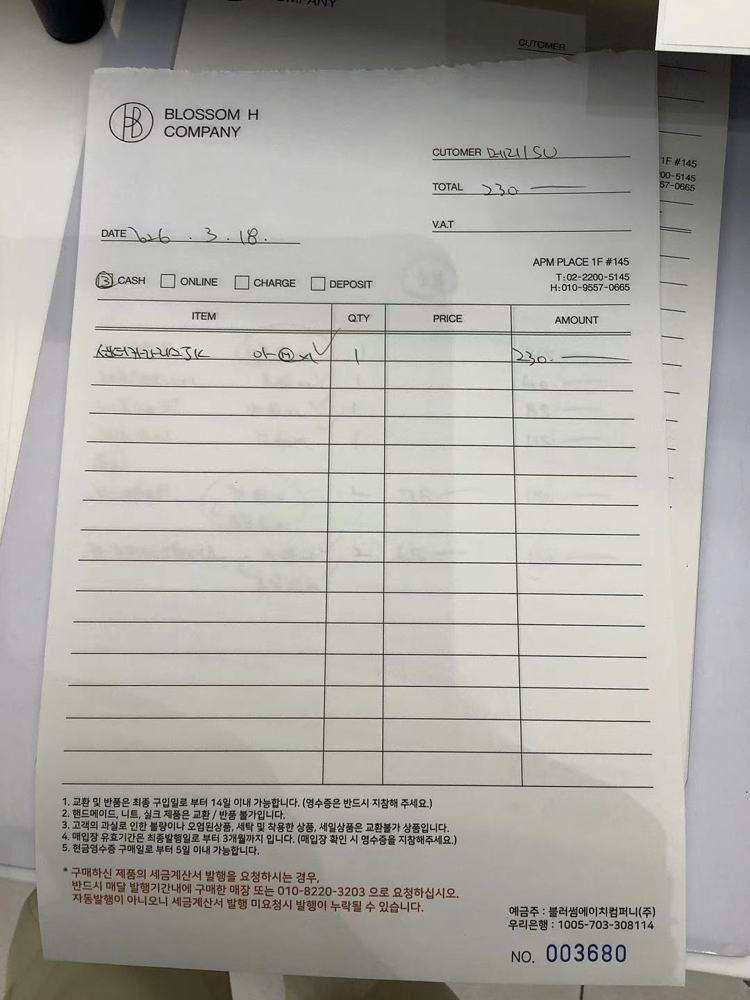 COMPANY
CUTOMER
BLOSSOM H
COMPANY
CUTOMER 머리/SU
TOTAL 230
V.A.T
DATE 26 . 3 . 18.
APM PLACE 1F #145
T:02-2200-5145
H:010-9557-0665
1F #145
00-5145
57-0665
CASH ONLINE CHARGE DEPOSIT
ITEM QTY PRICE AMOUNT
JK 1 230.
1. 교환 및 반품은 최종 구입일로 부터 14일 이내 가능합니다. (영수증은 반드시 지참해 주세요.)
2. 핸드메이드, 니트, 실크 제품은 교환 / 반품 불가입니다.
3. 고객의 과실로 인한 불량이나 오염된상품, 세탁 및 착용한 상품, 세일상품은 교환불가 상품입니다.
4. 매입장 유효기간은 최종발행일로 부터 3개월까지 입니다. (매입장 확인 시 영수증을 지참해주세요.)
5. 현금영수증 구매일로 부터 5일 이내 가능합니다.
* 구매하신 제품의 세금계산서 발행을 요청하시는 경우,
반드시 매달 발행기간내에 구매한 매장 또는 010-8220-3203 으로 요청하십시오.
자동발행이 아니오니 세금계산서 발행 미요청시 발행이 누락될 수 있습니다.
예금주 : 블러썸에이치컴퍼니(주)
우리은행 : 1005-703-308114
NO. 003680